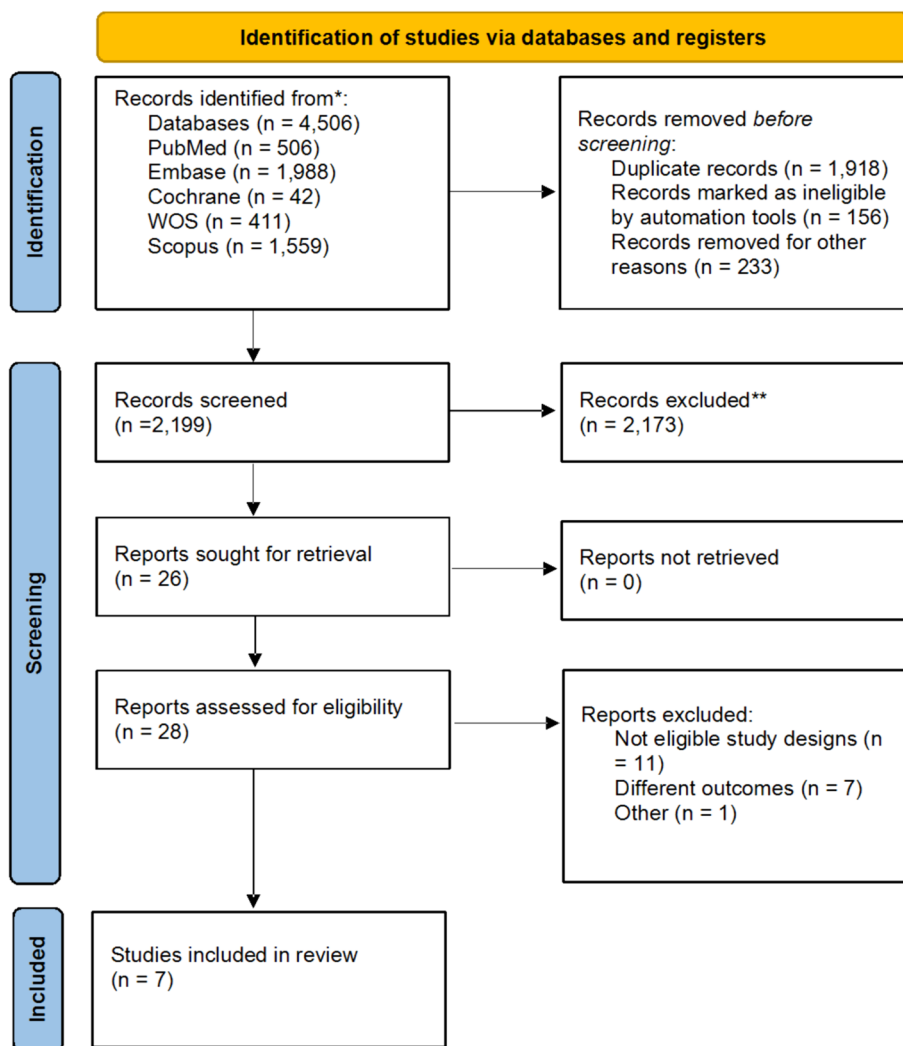 Identification of studies via databases and registers
Identification
Records identified from*:
Databases (n = 4,506)
PubMed (n = 506)
Embase (n = 1,988)
Cochrane (n = 42)
WOS (n = 411)
Scopus (n = 1,559)
Records removed before
screening:
Duplicate records (n = 1,918)
Records marked as ineligible
by automation tools (n = 156)
Records removed for other
reasons (n = 233)
Screening
Records screened
(n =2,199)
Records excluded**
(n = 2,173)
Reports sought for retrieval
(n = 26)
Reports not retrieved
(n = 0)
Reports assessed for eligibility
(n = 28)
Reports excluded:
Not eligible study designs (n
= 11)
Different outcomes (n = 7)
Other (n = 1)
Included
Studies included in review
(n = 7)